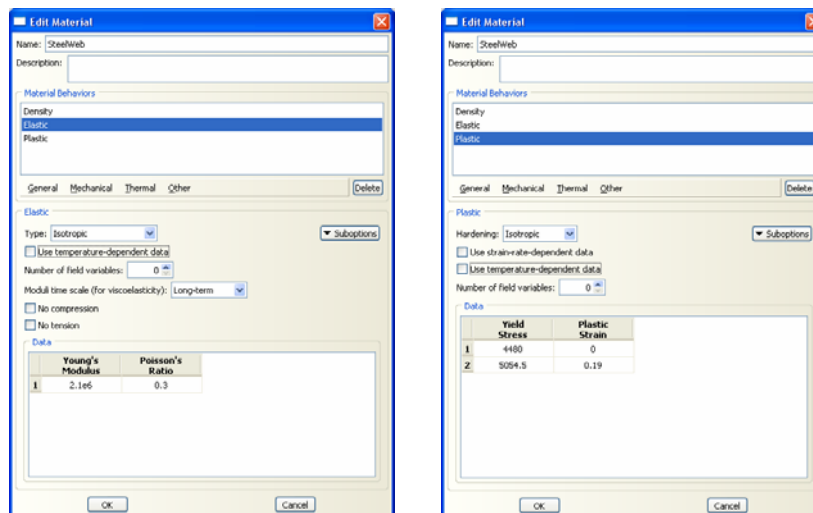 Edit Material
Name: SteelWeb
Description:
Material Behaviors
Density
Elastic
Plastic
General Mechanical Thermal Other Delete
Elastic
Type: Isotropic Suboptions
Use temperature-dependent data
Number of field variables: 0
Moduli time scale (for viscoelasticity): Long-term
No compression
No tension
Data
Young's Modulus Poisson's Ratio
1 2.1e6 0.3
OK Cancel
Edit Material
Name: SteelWeb
Description:
Material Behaviors
Density
Elastic
Plastic
General Mechanical Thermal Other Delete
Plastic
Hardening: Isotropic Suboptions
Use strain-rate-dependent data
Use temperature-dependent data
Number of field variables: 0
Data
Yield Stress Plastic Strain
1 4480 0
2 5054.5 0.19
OK Cancel